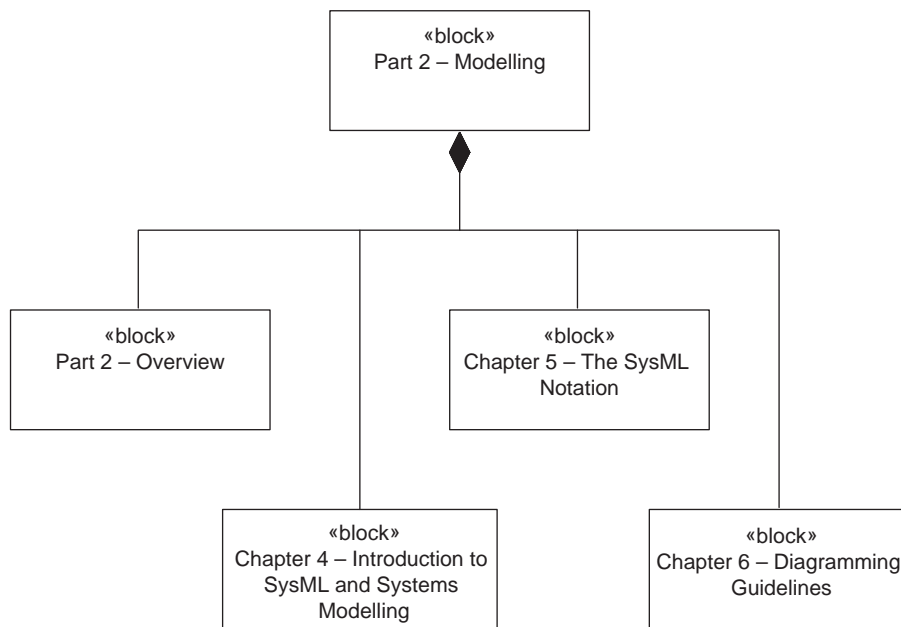 «block»
Part 2 – Modelling
«block»
Part 2 – Overview
«block»
Chapter 5 – The SysML
Notation
«block»
Chapter 4 – Introduction to
SysML and Systems
Modelling
«block»
Chapter 6 – Diagramming
Guidelines